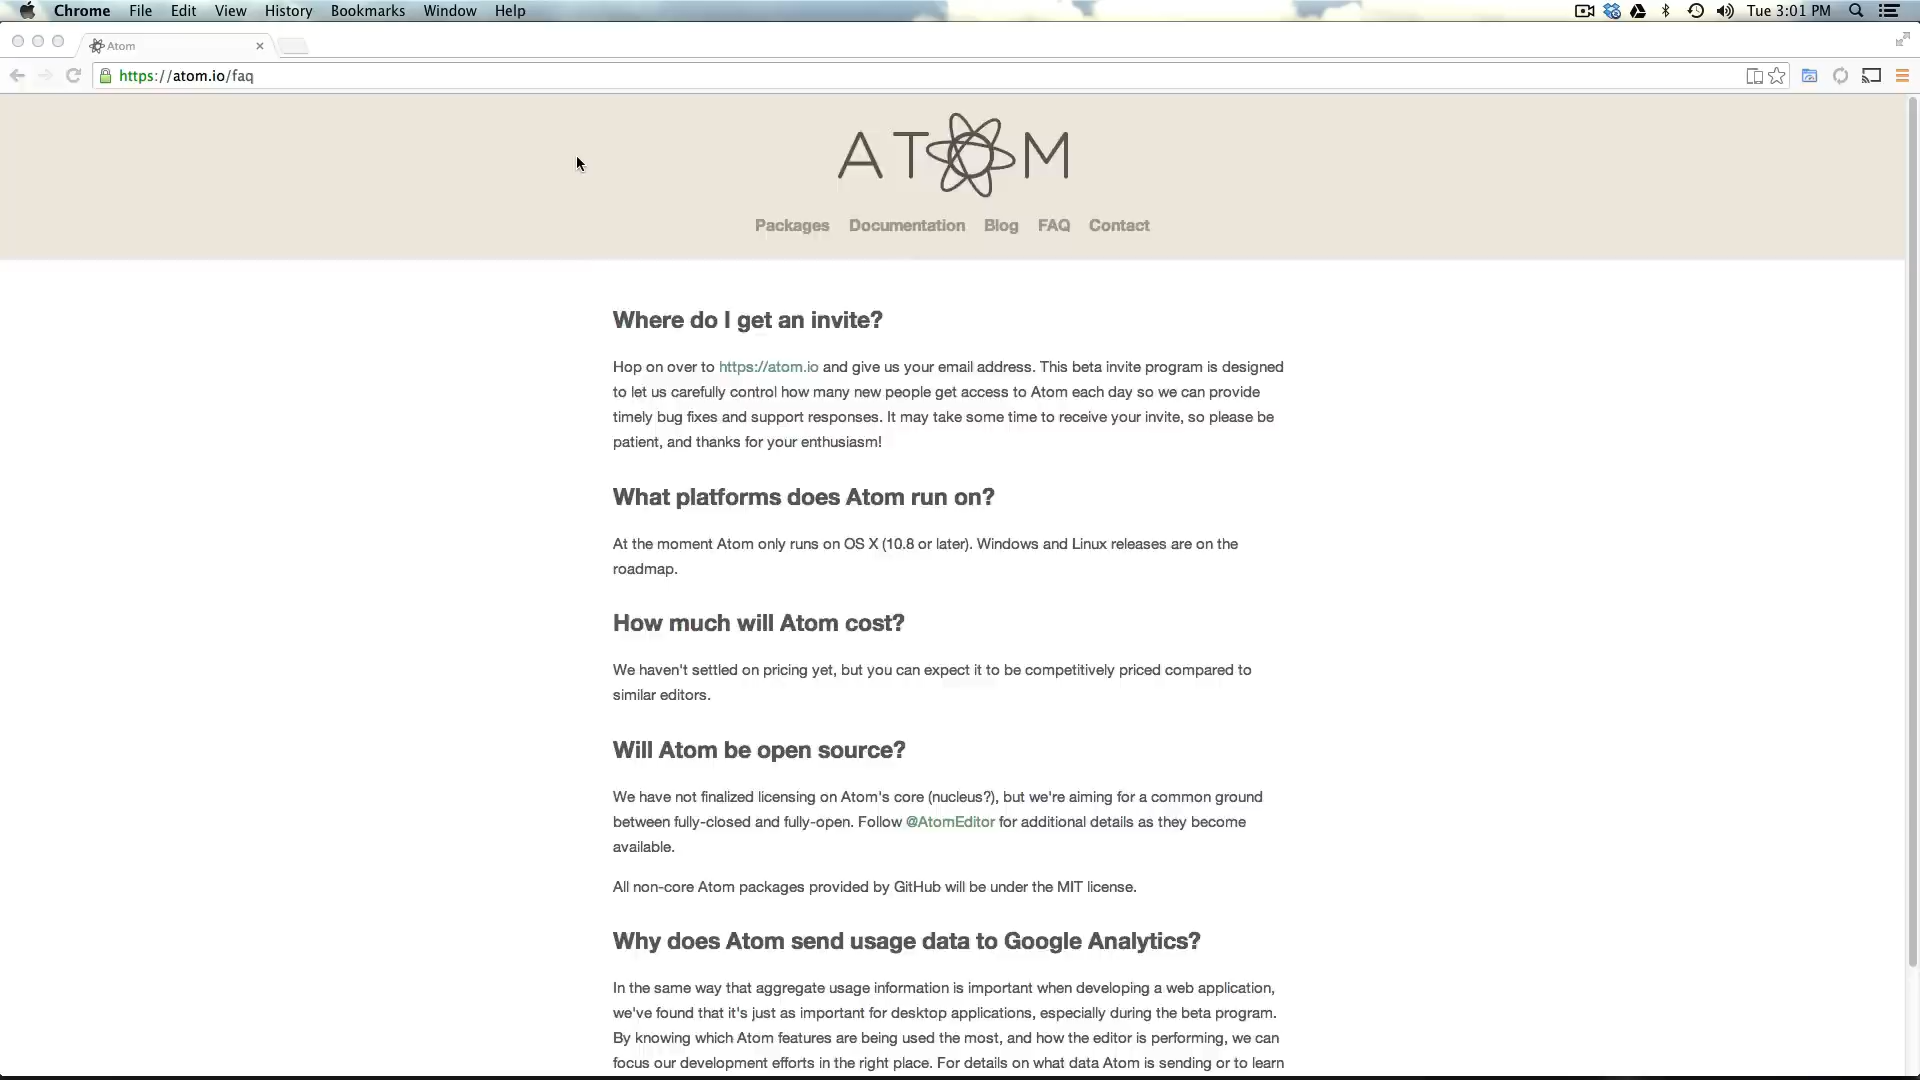 Chrome File Edit View History Bookmarks Window Help Tue 3:01 PM
Atom
https://atom.io/faq
ATOM
Packages Documentation Blog FAQ Contact
Where do I get an invite?
Hop on over to https://atom.io and give us your email address. This beta invite program is designed
to let us carefully control how many new people get access to Atom each day so we can provide
timely bug fixes and support responses. It may take some time to receive your invite, so please be
patient, and thanks for your enthusiasm!
What platforms does Atom run on?
At the moment Atom only runs on OS X (10.8 or later). Windows and Linux releases are on the
roadmap.
How much will Atom cost?
We haven't settled on pricing yet, but you can expect it to be competitively priced compared to
similar editors.
Will Atom be open source?
We have not finalized licensing on Atom's core (nucleus?), but we're aiming for a common ground
between fully-closed and fully-open. Follow @AtomEditor for additional details as they become
available.
All non-core Atom packages provided by GitHub will be under the MIT license.
Why does Atom send usage data to Google Analytics?
In the same way that aggregate usage information is important when developing a web application,
we've found that it's just as important for desktop applications, especially during the beta program.
By knowing which Atom features are being used the most, and how the editor is performing, we can
focus our development efforts in the right place. For details on what data Atom is sending or to learn